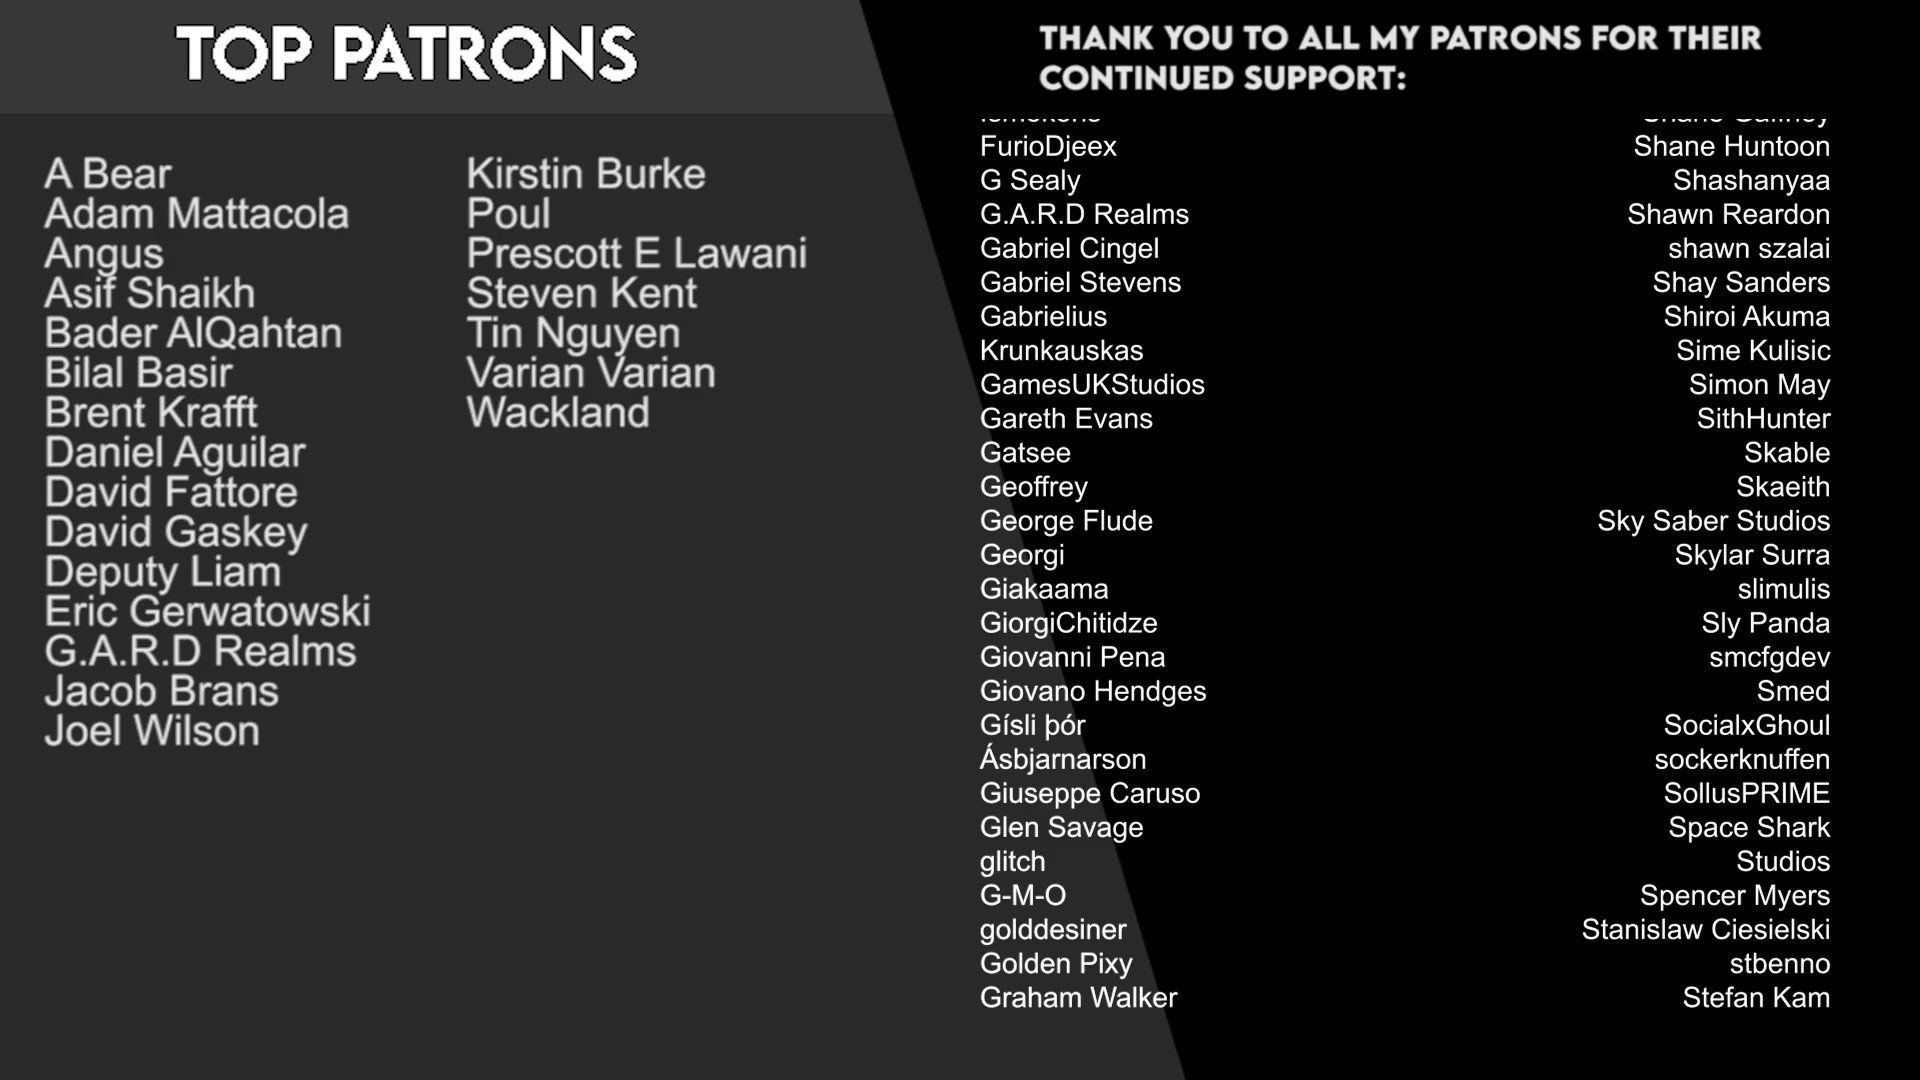 TOP PATRONS
A Bear
Adam Mattacola
Angus
Asif Shaikh
Bader AlQahtan
Bilal Basir
Brent Krafft
Daniel Aguilar
David Fattore
David Gaskey
Deputy Liam
Eric Gerwatowski
G.A.R.D Realms
Jacob Brans
Joel Wilson
Kirstin Burke
Poul
Prescott E Lawani
Steven Kent
Tin Nguyen
Varian Varian
Wackland
THANK YOU TO ALL MY PATRONS FOR THEIR
CONTINUED SUPPORT:
FurioDjeex
G Sealy
G.A.R.D Realms
Gabriel Cingel
Gabriel Stevens
Gabrielius
Krunkauskas
GamesUKStudios
Gareth Evans
Gatsee
Geoffrey
George Flude
Georgi
Giakaama
GiorgiChitidze
Giovanni Pena
Giovano Hendges
Gísli þór
Ásbjarnarson
Giuseppe Caruso
Glen Savage
glitch
G-M-O
golddesiner
Golden Pixy
Graham Walker
Shane Huntoon
Shashanyaa
Shawn Reardon
shawn szalai
Shay Sanders
Shiroi Akuma
Sime Kulisic
Simon May
SithHunter
Skable
Skaeith
Sky Saber Studios
Skylar Surra
slimulis
Sly Panda
smcfgdev
Smed
SocialxGhoul
sockerknuffen
SollusPRIME
Space Shark
Studios
Spencer Myers
Stanislaw Ciesielski
stbenno
Stefan Kam